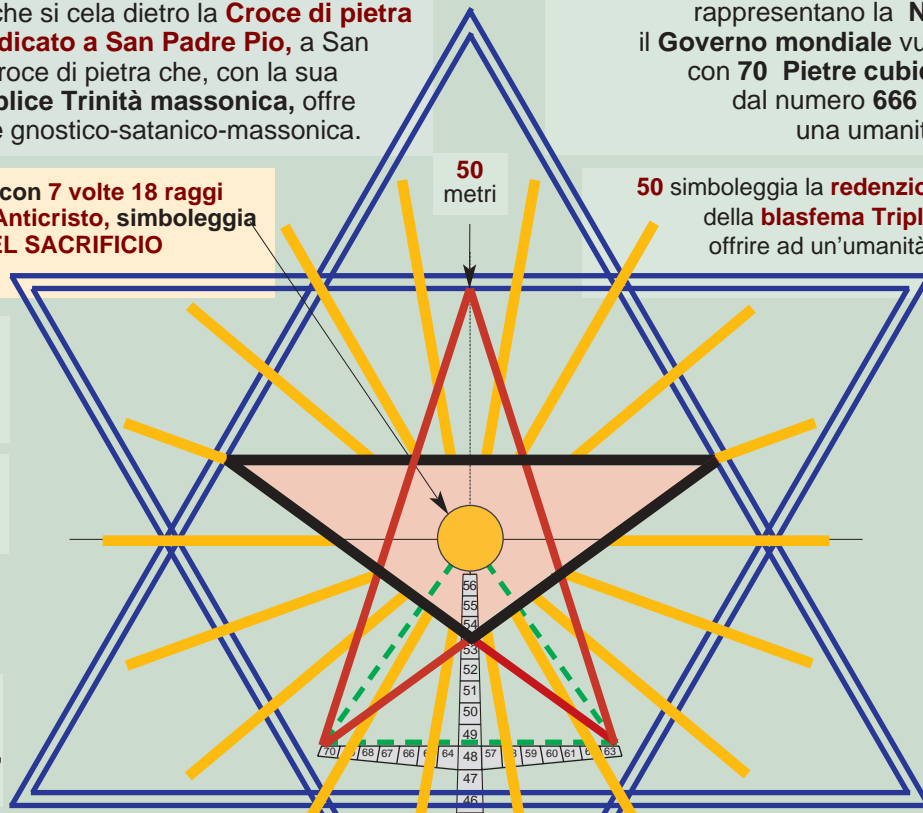 che si cela dietro la Croce di pietra
dicato a San Padre Pio, a San
roce di pietra che, con la sua
plice Trinità massonica, offre
e gnostico-satanico-massonica.
rappresentano la N
il Governo mondiale vu
con 70 Pietre cubi
dal numero 666
una umanit
con 7 volte 18 raggi
Anticristo, simboleggia
EL SACRIFICIO
50
metri
50 simboleggia la redenzio
della blasfema Tripl
offrire ad un'umanità
56
55
54
53
52
51
50
49
70 68 67 66 64 48 57 59 60 61 63
47
46